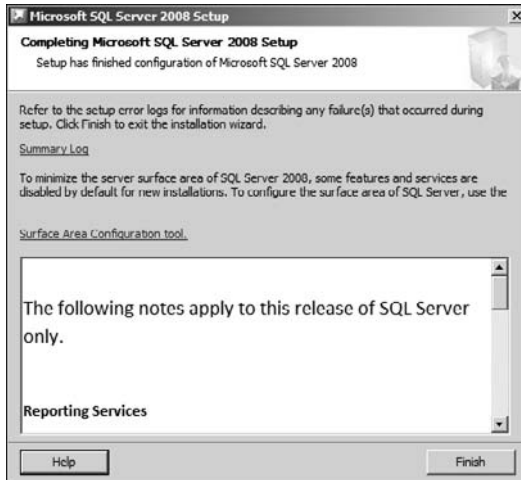 Microsoft SQL Server 2008 Setup
Completing Microsoft SQL Server 2008 Setup
Setup has finished configuration of Microsoft SQL Server 2008
Refer to the setup error logs for information describing any failure(s) that occurred during
setup. Click Finish to exit the installation wizard.
Summary Log
To minimize the server surface area of SQL Server 2008, some features and services are
disabled by default for new installations. To configure the surface area of SQL Server, use the
Surface Area Configuration tool.
The following notes apply to this release of SQL Server
only.
Reporting Services
Help
Finish